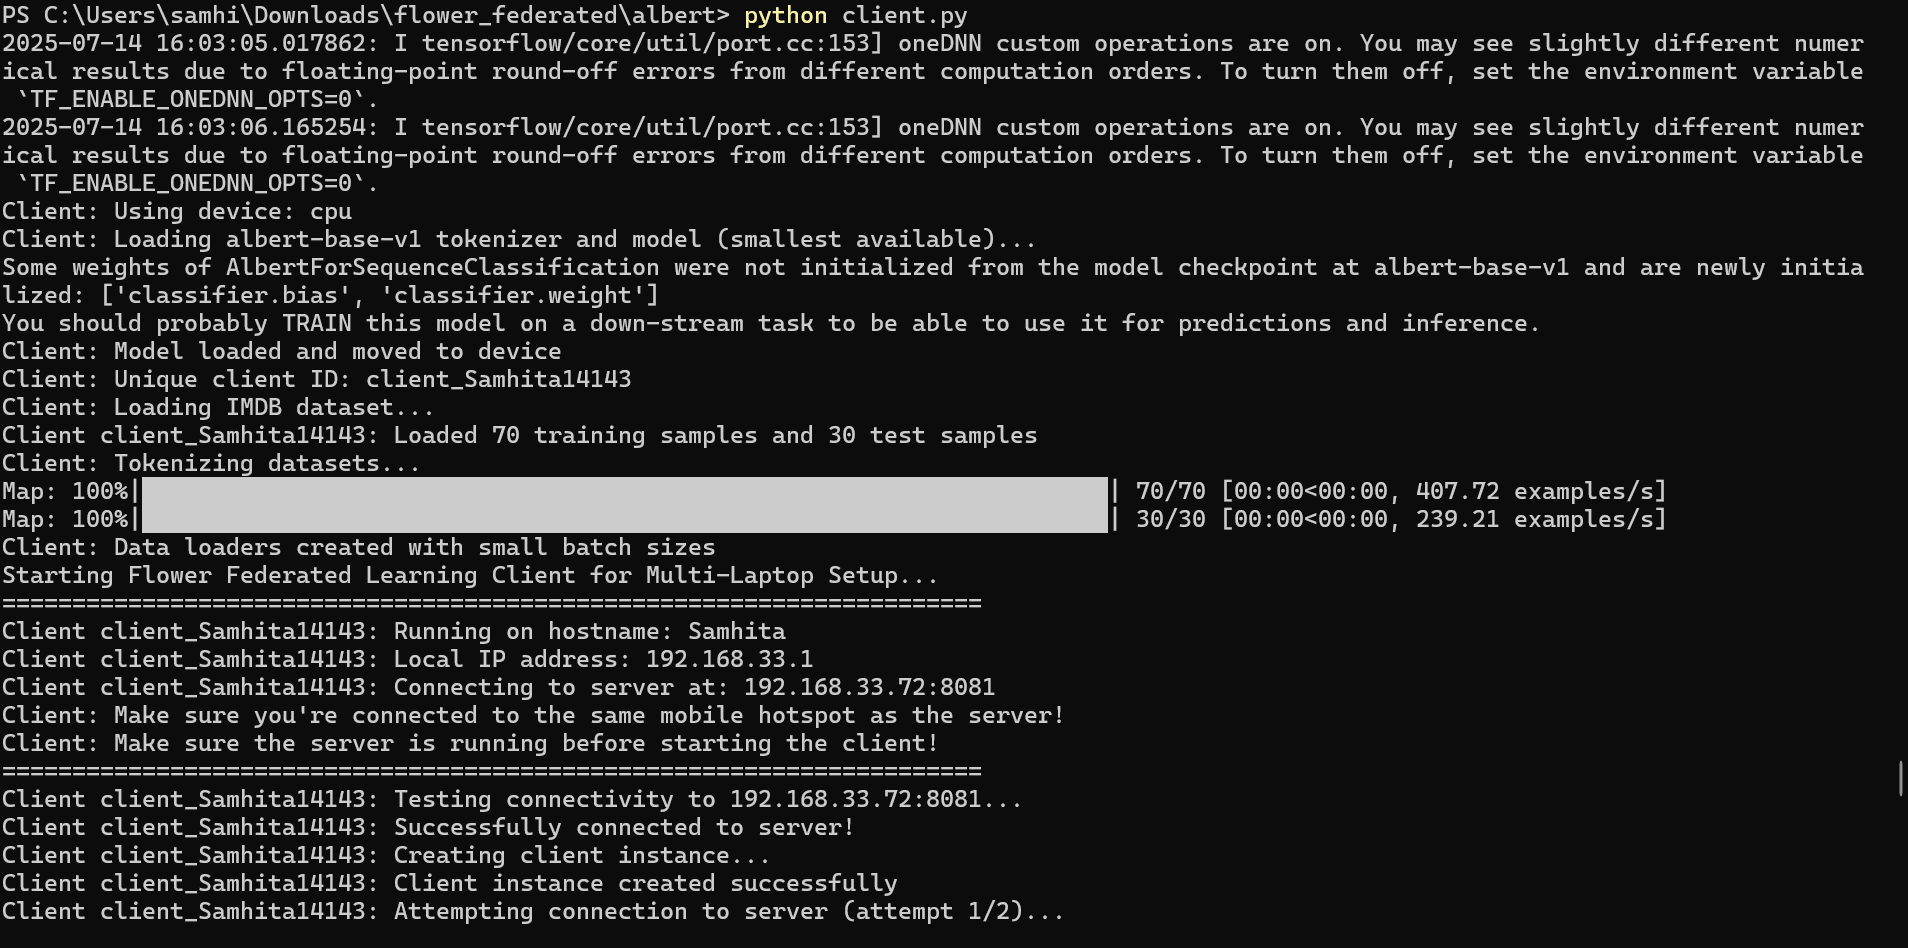 PS C:\Users\samhi\Downloads\flower_federated\albert> python client.py
2025-07-14 16:03:05.017862: I tensorflow/core/util/port.cc:153] oneDNN custom operations are on. You may see slightly different numer
ical results due to floating-point round-off errors from different computation orders. To turn them off, set the environment variable
 `TF_ENABLE_ONEDNN_OPTS=0`.
2025-07-14 16:03:06.165254: I tensorflow/core/util/port.cc:153] oneDNN custom operations are on. You may see slightly different numer
ical results due to floating-point round-off errors from different computation orders. To turn them off, set the environment variable
 `TF_ENABLE_ONEDNN_OPTS=0`.
Client: Using device: cpu
Client: Loading albert-base-v1 tokenizer and model (smallest available)...
Some weights of AlbertForSequenceClassification were not initialized from the model checkpoint at albert-base-v1 and are newly initia
lized: ['classifier.bias', 'classifier.weight']
You should probably TRAIN this model on a down-stream task to be able to use it for predictions and inference.
Client: Model loaded and moved to device
Client: Unique client ID: client_Samhita14143
Client: Loading IMDB dataset...
Client client_Samhita14143: Loaded 70 training samples and 30 test samples
Client: Tokenizing datasets...
Map: 100%|| 70/70 [00:00<00:00, 407.72 examples/s]
Map: 100%|| 30/30 [00:00<00:00, 239.21 examples/s]
Client: Data loaders created with small batch sizes
Starting Flower Federated Learning Client for Multi-Laptop Setup...
======================================================================
Client client_Samhita14143: Running on hostname: Samhita
Client client_Samhita14143: Local IP address: 192.168.33.1
Client client_Samhita14143: Connecting to server at: 192.168.33.72:8081
Client: Make sure you're connected to the same mobile hotspot as the server!
Client: Make sure the server is running before starting the client!
======================================================================
Client client_Samhita14143: Testing connectivity to 192.168.33.72:8081...
Client client_Samhita14143: Successfully connected to server!
Client client_Samhita14143: Creating client instance...
Client client_Samhita14143: Client instance created successfully
Client client_Samhita14143: Attempting connection to server (attempt 1/2)...